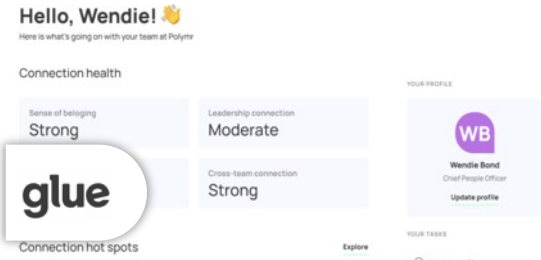 Hello, Wendie! 👋
Here is what's going on with your team at Polymr
Connection health
YOUR PROFILE
Sense of beloging
Strong
Leadership connection
Moderate
WB
Wendie Bond
Chief People Officer
Update profile
glue
Cross-team connection
Strong
YOUR TASKS
Connection hot spots
Explore